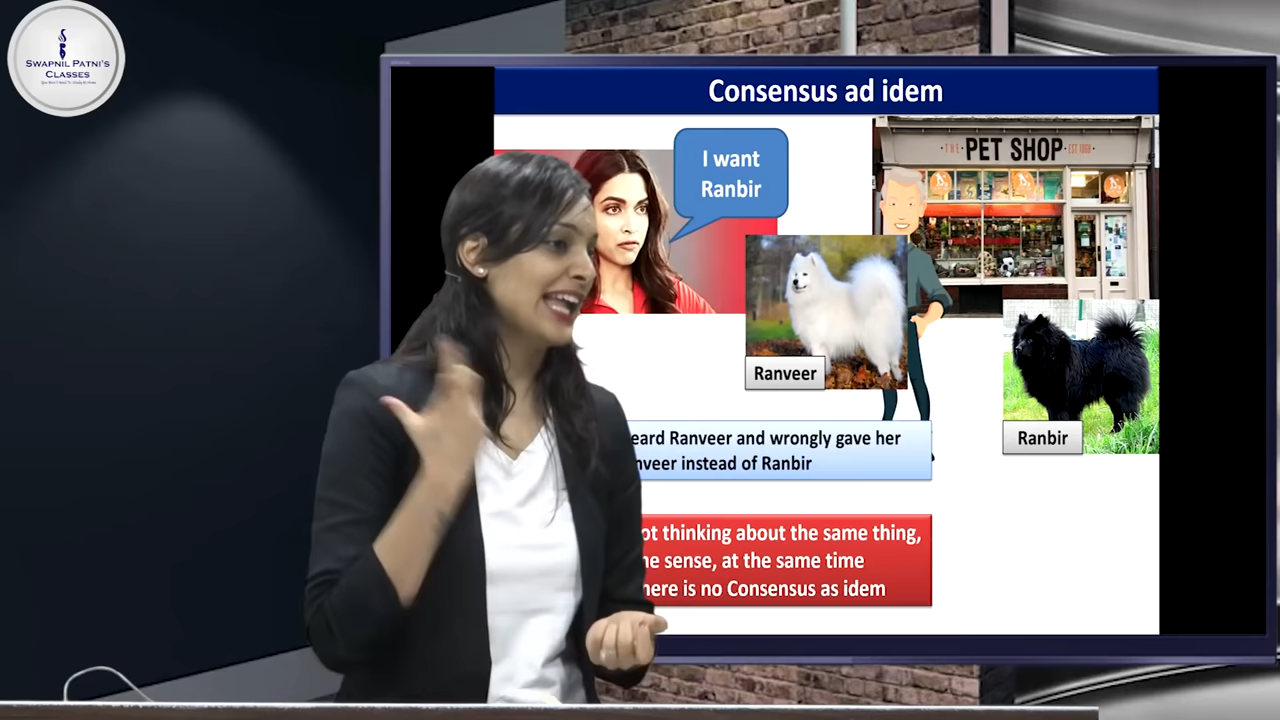 SWAPNIL PATNI'S
CLASSES
Consensus ad idem
I want
Ranbir
THE PET SHOP
Ranveer
Ranbir
eard Ranveer and wrongly gave her
nveer instead of Ranbir
ot thinking about the same thing,
e sense, at the same time
here is no Consensus as idem